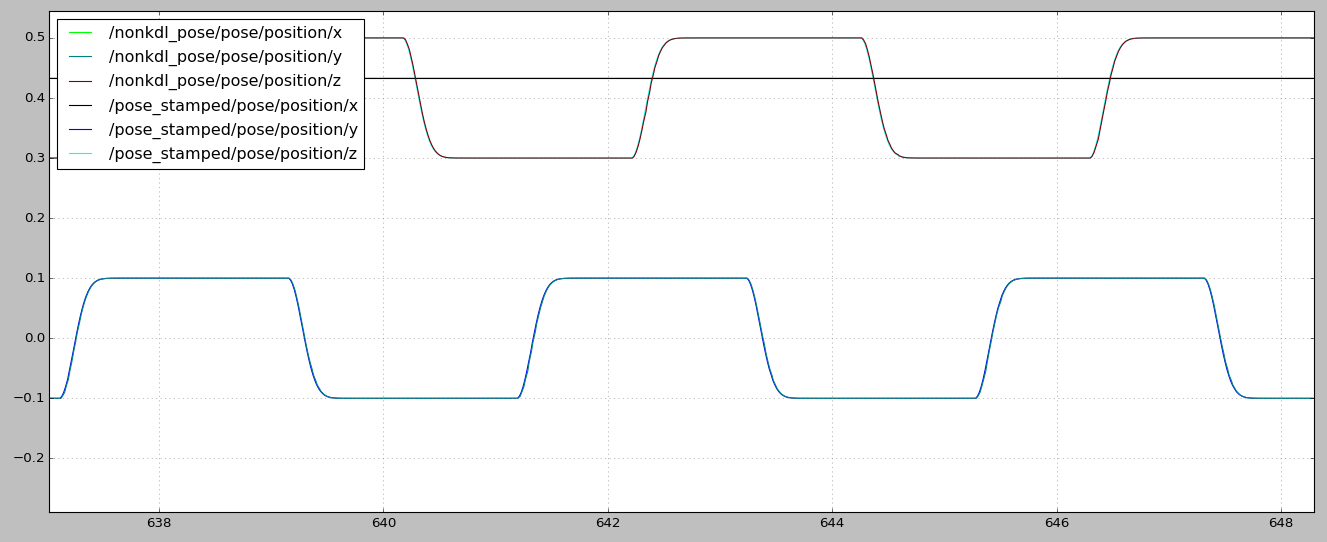 0.5
0.4
0.3
0.2
0.1
0.0
−0.1
−0.2
/nonkdl_pose/pose/position/x
/nonkdl_pose/pose/position/y
/nonkdl_pose/pose/position/z
/pose_stamped/pose/position/x
/pose_stamped/pose/position/y
/pose_stamped/pose/position/z
638 640 642 644 646 648